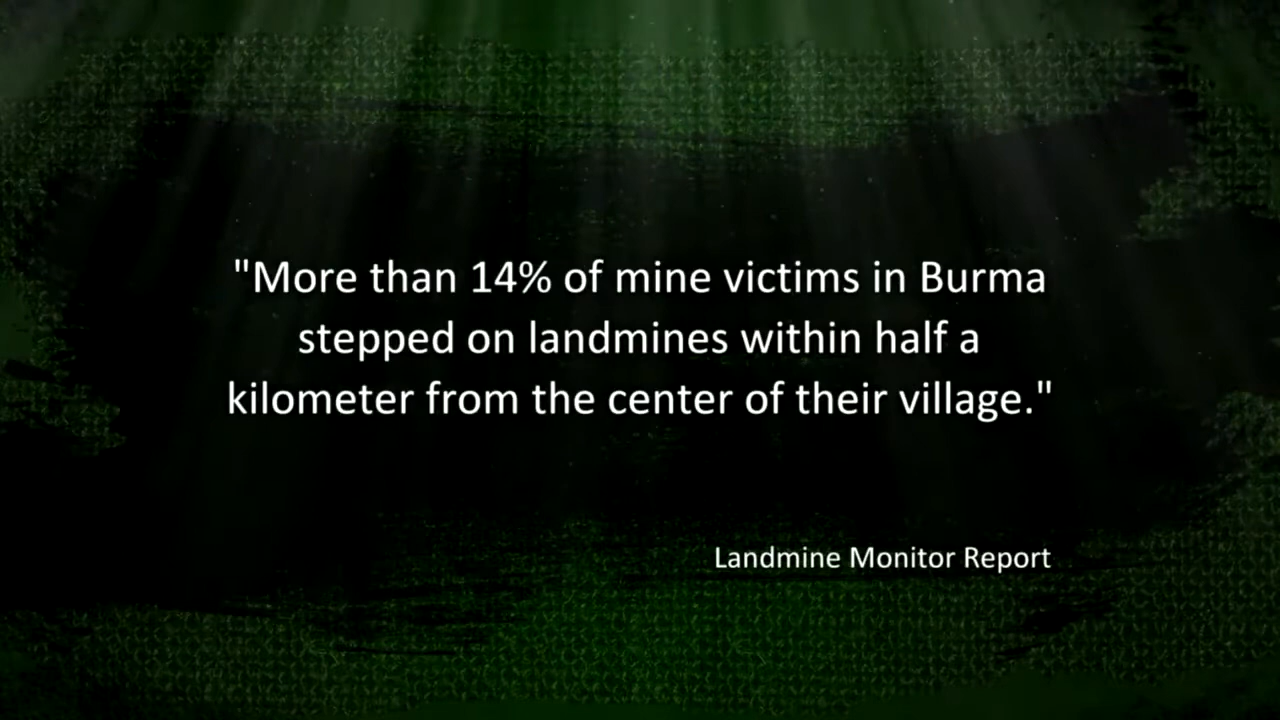 "More than 14% of mine victims in Burma
stepped on landmines within half a
kilometer from the center of their village."
Landmine Monitor Report